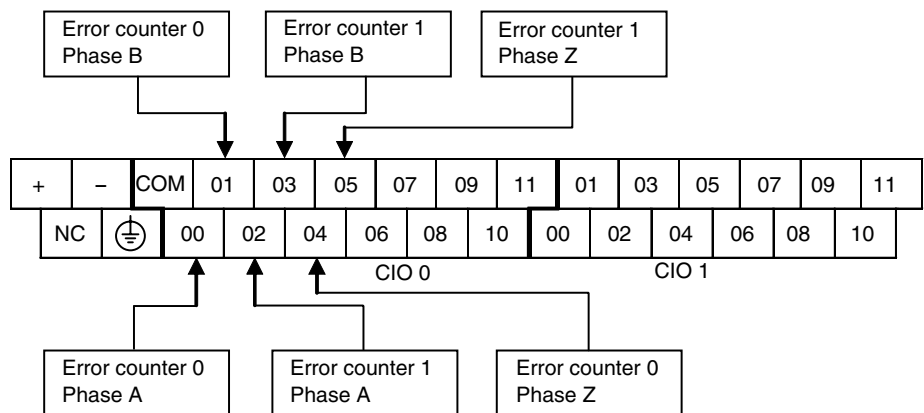 Error counter 0
Phase B
Error counter 1
Phase B
Error counter 1
Phase Z
+ − COM 01 03 05 07 09 11 01 03 05 07 09 11
NC 00 02 04 06 08 10 00 02 04 06 08 10
CIO 0 CIO 1
Error counter 0
Phase A
Error counter 1
Phase A
Error counter 0
Phase Z